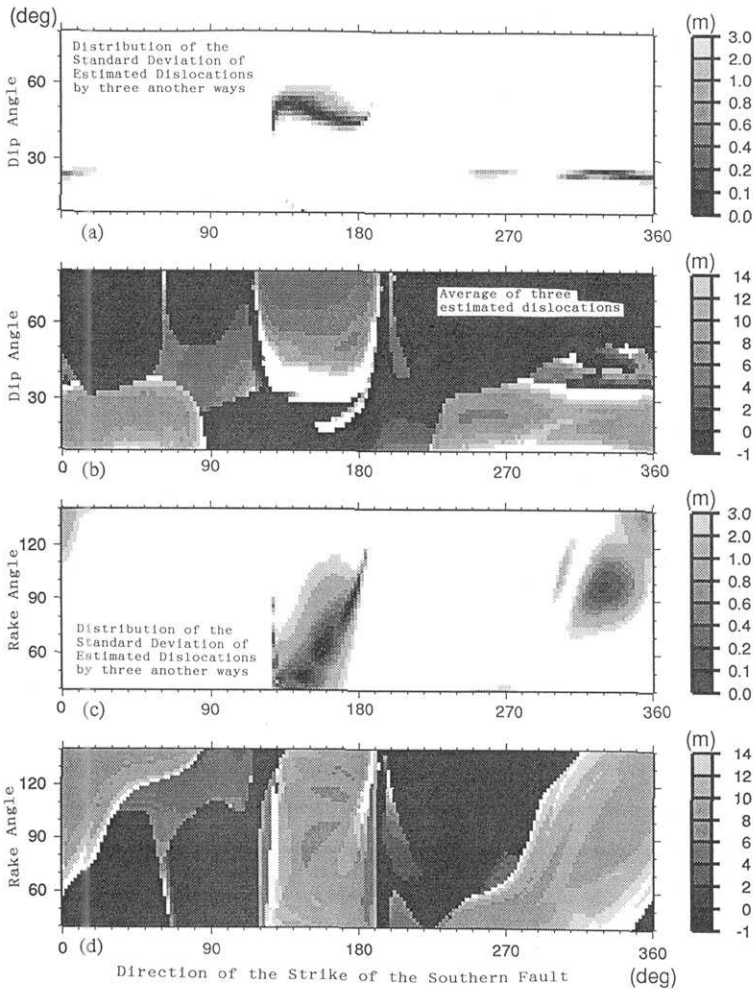 (deg)
(m)
Distribution of the
Standard Deviation of
Estimated Dislocations
by three another ways
Dip Angle
60
30
3.0
1.0
0.8
0.6
0.4
0.2
0.1
0.0
(a)
90
180
270
360
(m)
Average of three
estimated dislocations
Dip Angle
60
30
14
12
10
8
6
4
2
0
-1
0
(b)
90
180
270
360
(m)
Rake Angle
120
90
60
Distribution of the
Standard Deviation of
Estimated Dislocations
by three another ways
3.0
1.0
0.8
0.6
0.4
0.2
0.1
0.0
0
(c)
90
180
270
360
(m)
Rake Angle
120
90
60
14
12
10
8
6
4
2
0
-1
0
(d)
90
180
270
360
Direction of the Strike of the Southern Fault
(deg)